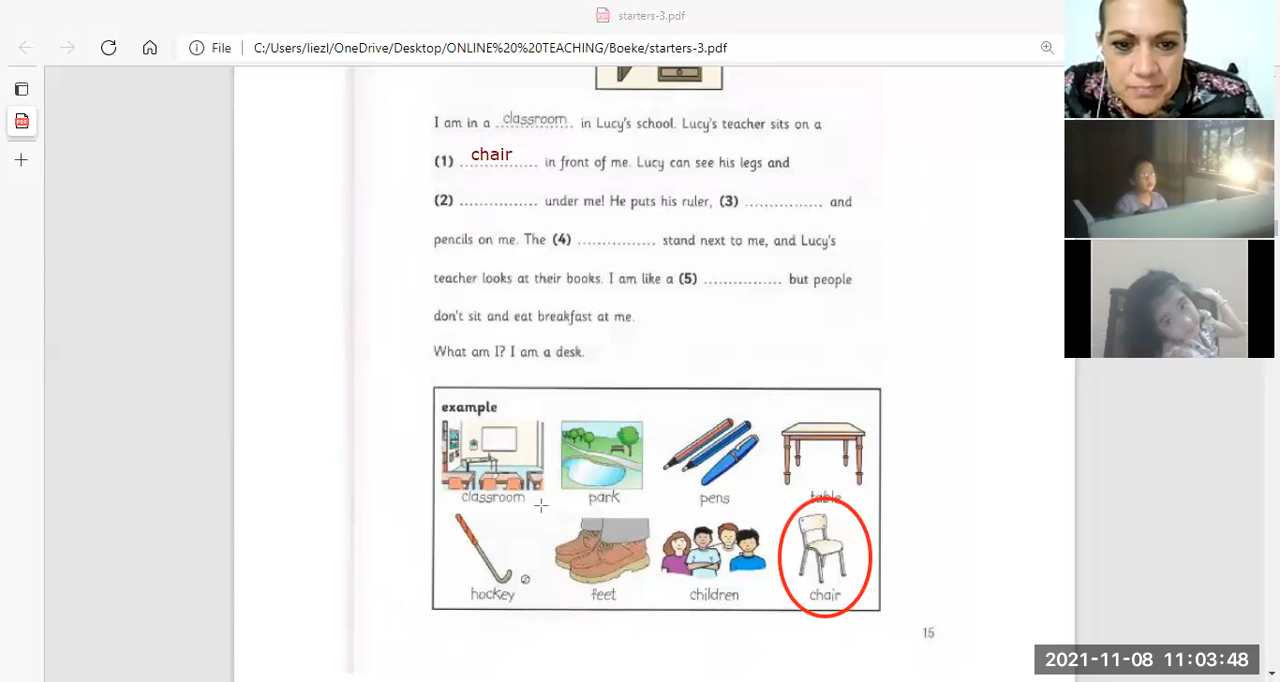 starters-3.pdf
File C:/Users/liezl/OneDrive/Desktop/ONLINE%20%20TEACHING/Boeke/starters-3.pdf
I am in a classroom in Lucy's school. Lucy's teacher sits on a
(1) chair in front of me. Lucy can see his legs and
(2) ............... under me! He puts his ruler, (3) ............... and
pencils on me. The (4) ............... stand next to me, and Lucy's
teacher looks at their books. I am like a (5) ............... but people
don't sit and eat breakfast at me.
What am I? I am a desk.
example
classroom park pens table
hockey feet children chair
15
2021-11-08 11:03:48